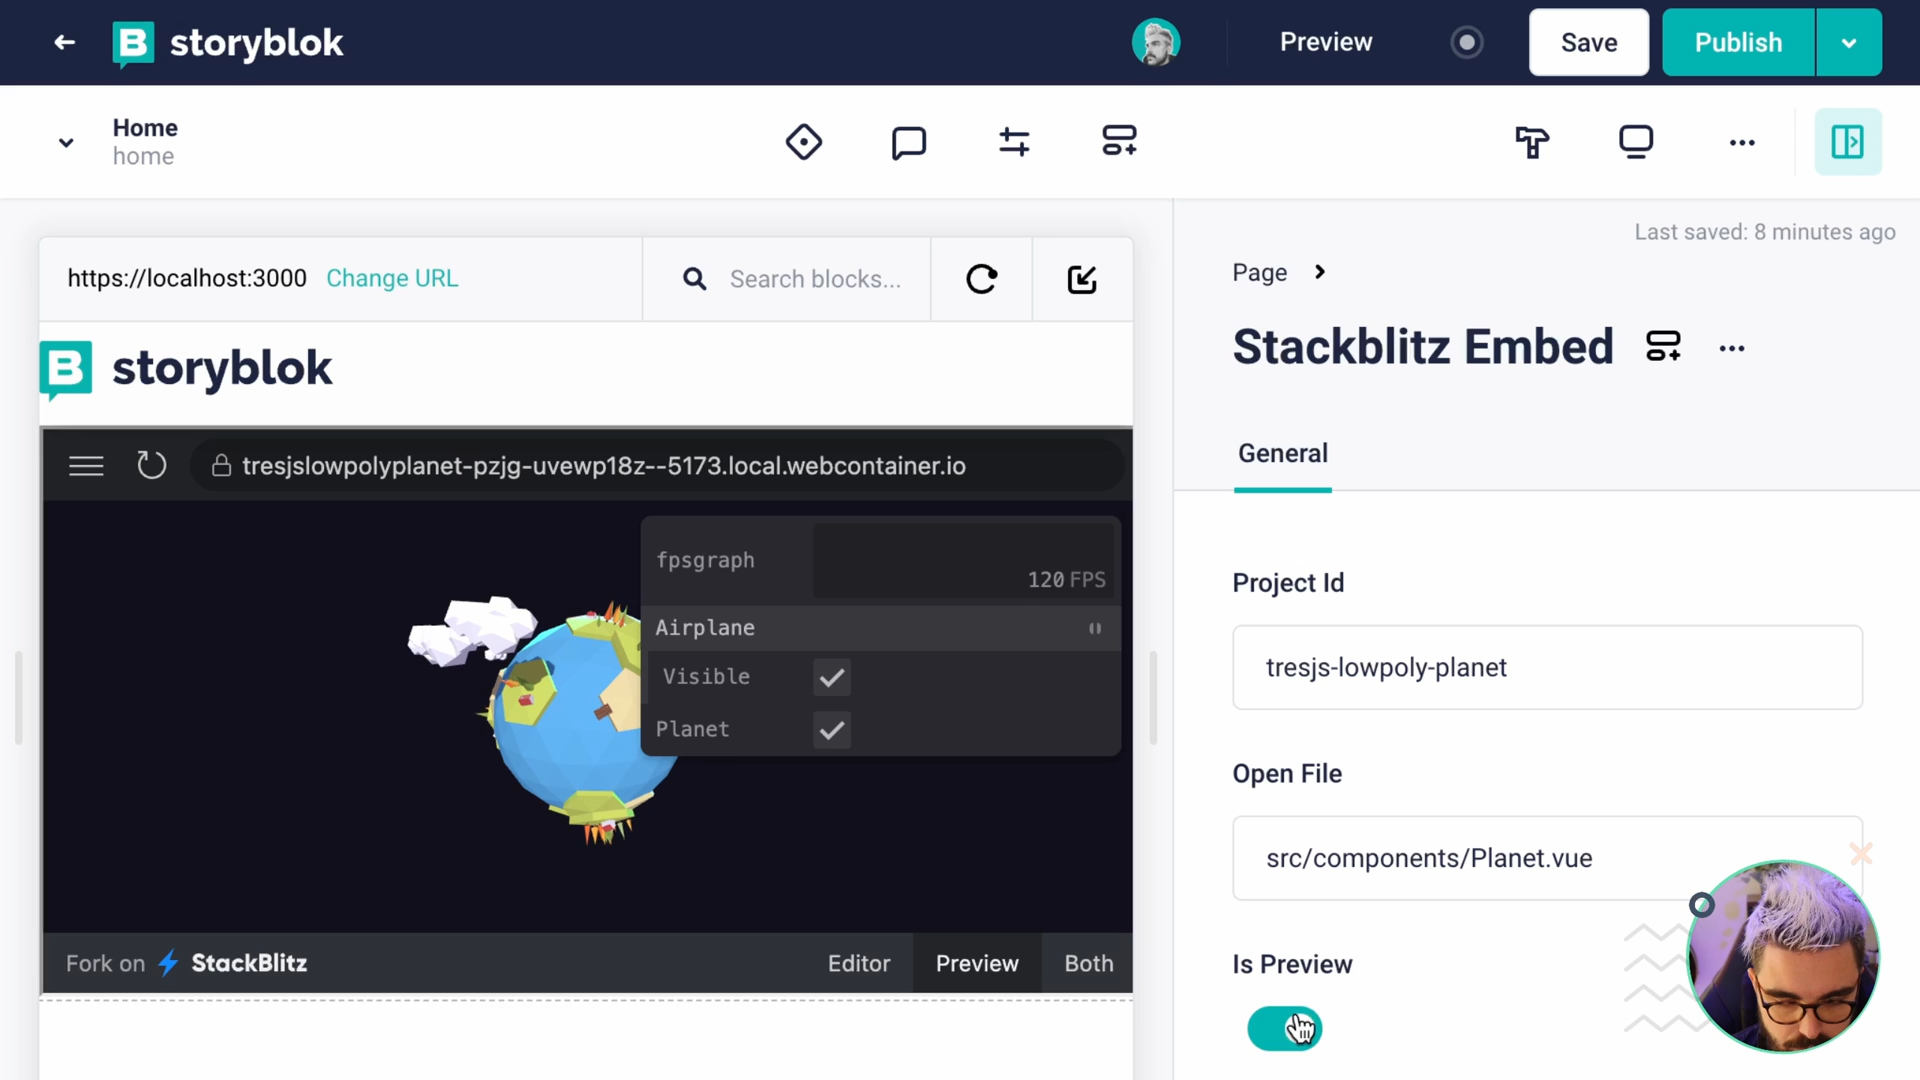 B storyblok
Preview
Save
Publish
Home
home
Last saved: 8 minutes ago
https://localhost:3000 Change URL
Search blocks...
Page
B storyblok
Stackblitz Embed
General
tresjslowpolyplanet-pzjg-uvewp18z--5173.local.webcontainer.io
fpsgraph
120 FPS
Airplane
Visible
Planet
Project Id
tresjs-lowpoly-planet
Open File
src/components/Planet.vue
Is Preview
Fork on StackBlitz
Editor
Preview
Both